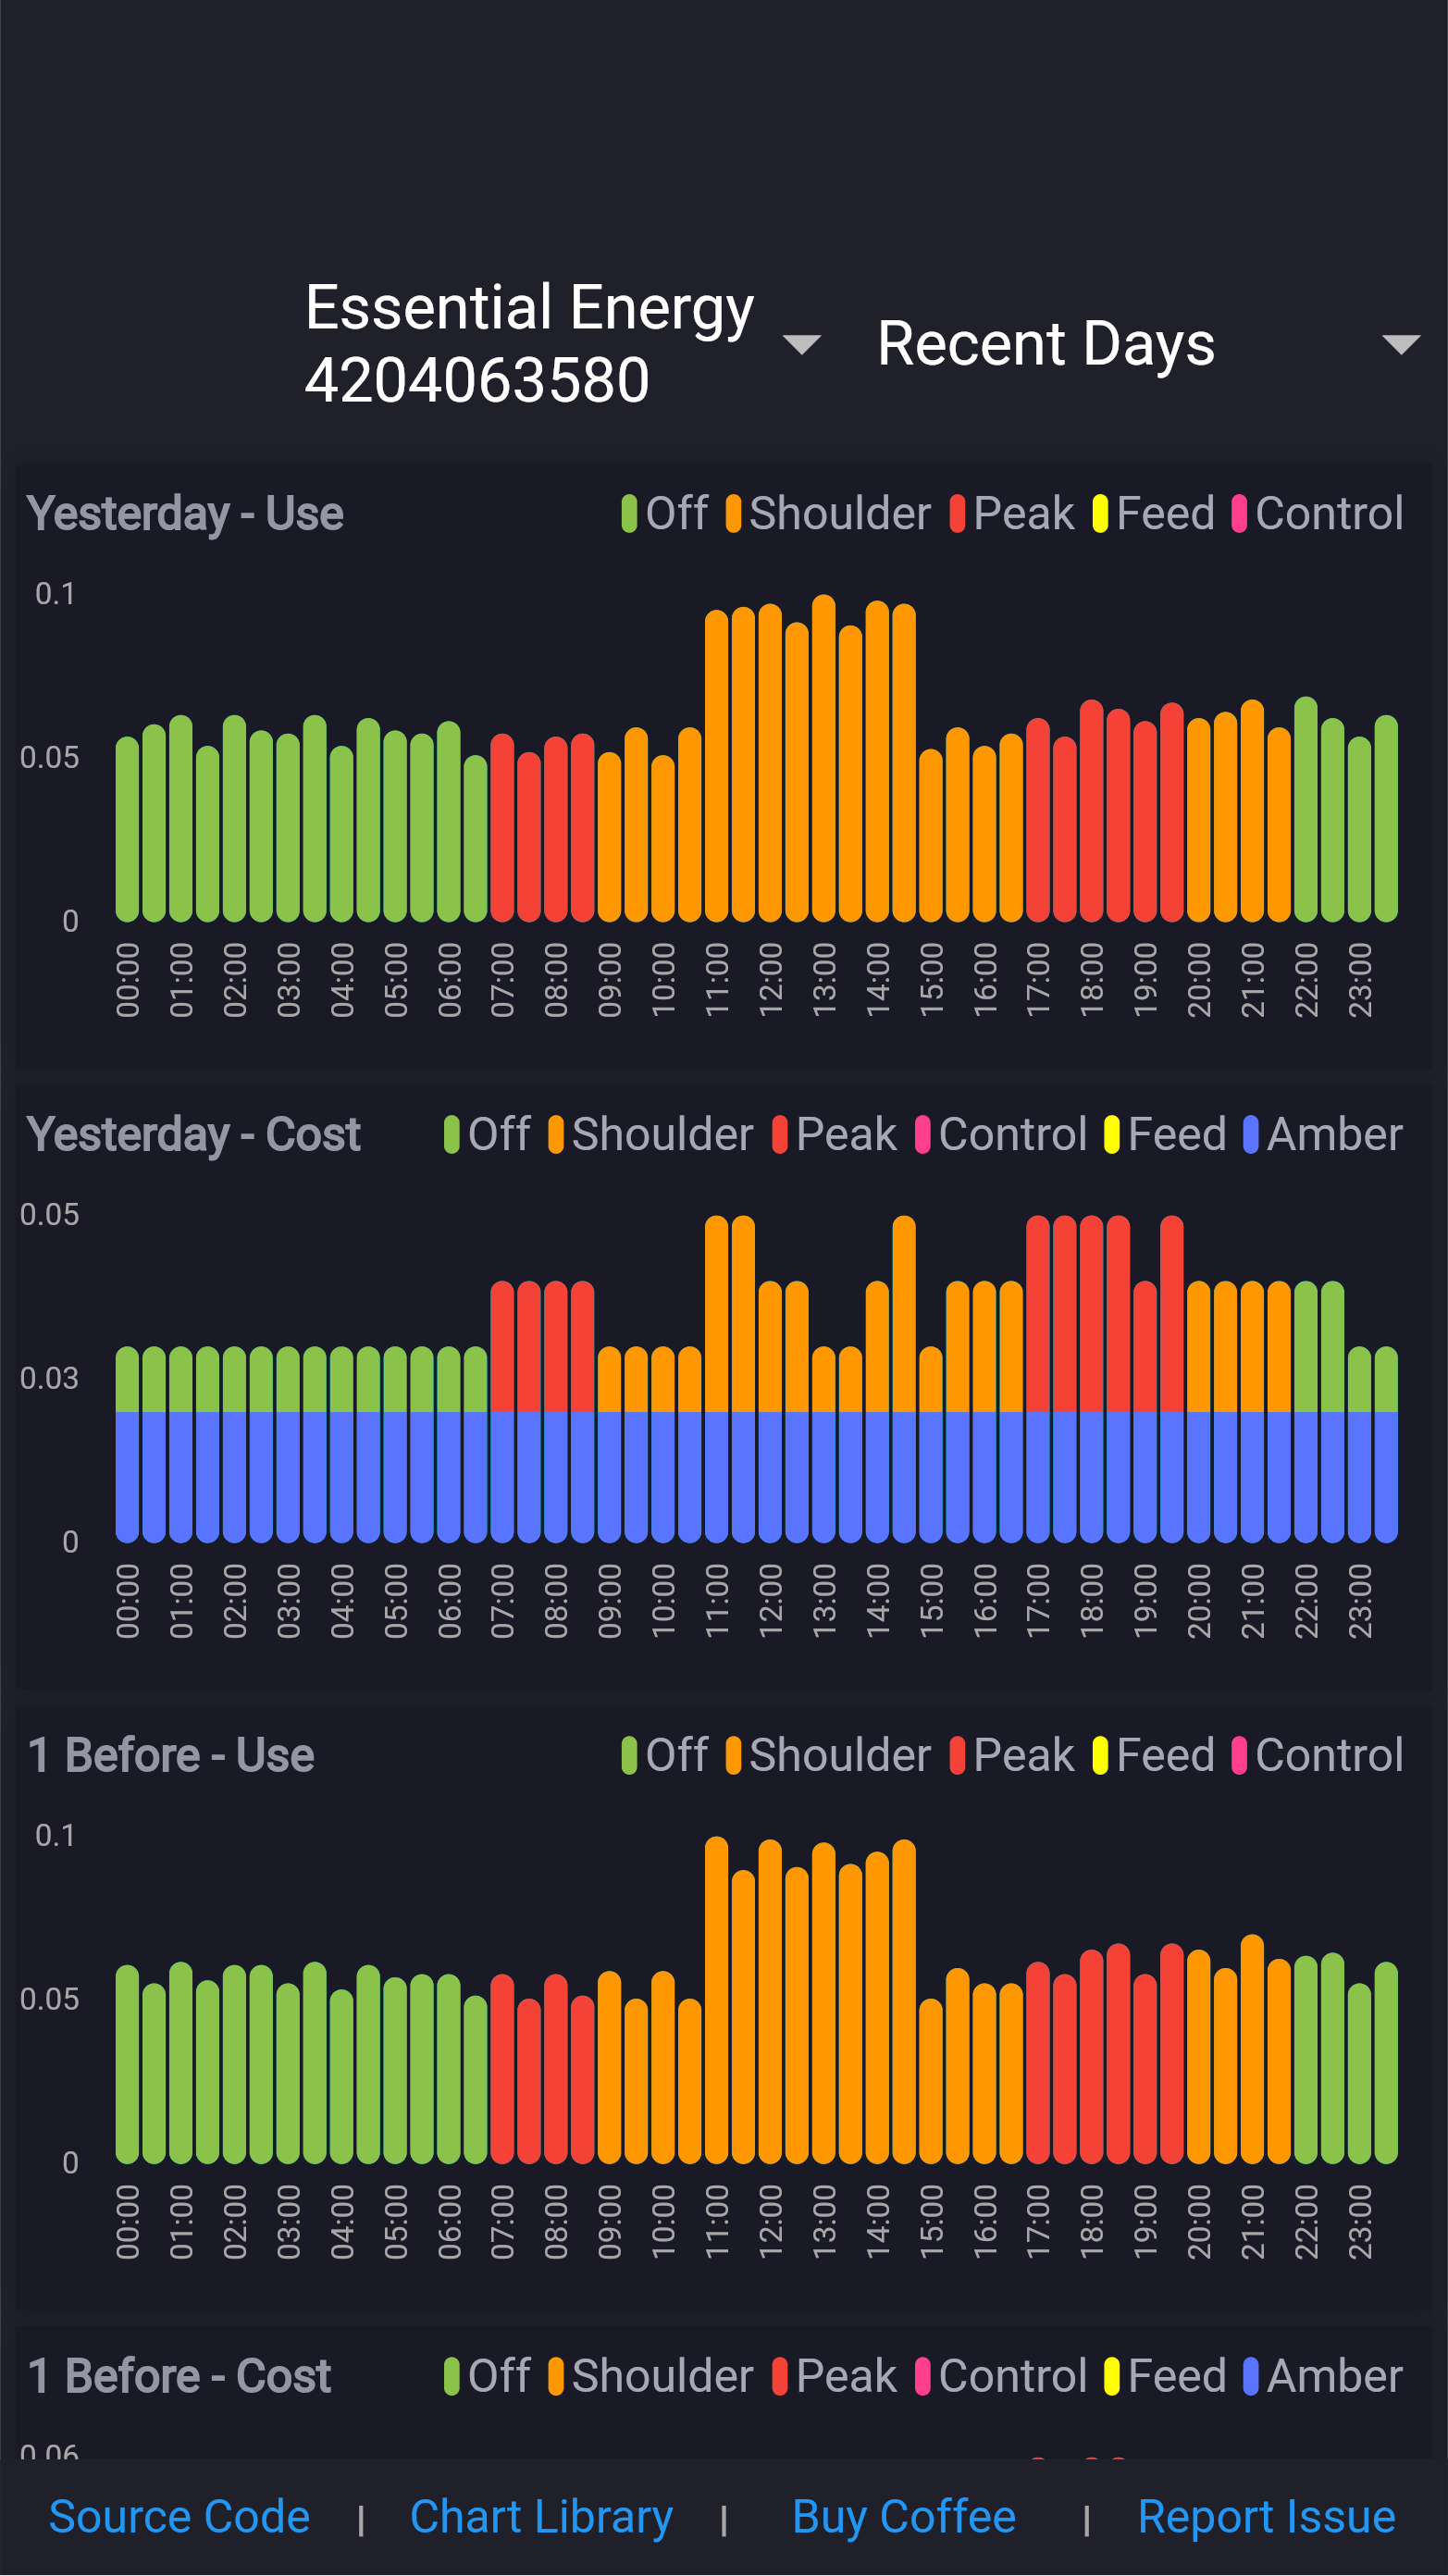 Essential Energy
4204063580
Recent Days
Yesterday - Use
Off Shoulder Peak Feed Control
0.1
0.05
0
00:00 01:00 02:00 03:00 04:00 05:00 06:00 07:00 08:00 09:00 10:00 11:00 12:00 13:00 14:00 15:00 16:00 17:00 18:00 19:00 20:00 21:00 22:00 23:00
Yesterday - Cost
Off Shoulder Peak Control Feed Amber
0.05
0.03
0
00:00 01:00 02:00 03:00 04:00 05:00 06:00 07:00 08:00 09:00 10:00 11:00 12:00 13:00 14:00 15:00 16:00 17:00 18:00 19:00 20:00 21:00 22:00 23:00
1 Before - Use
Off Shoulder Peak Feed Control
0.1
0.05
0
00:00 01:00 02:00 03:00 04:00 05:00 06:00 07:00 08:00 09:00 10:00 11:00 12:00 13:00 14:00 15:00 16:00 17:00 18:00 19:00 20:00 21:00 22:00 23:00
1 Before - Cost
Off Shoulder Peak Control Feed Amber
0.06
Source Code | Chart Library | Buy Coffee | Report Issue